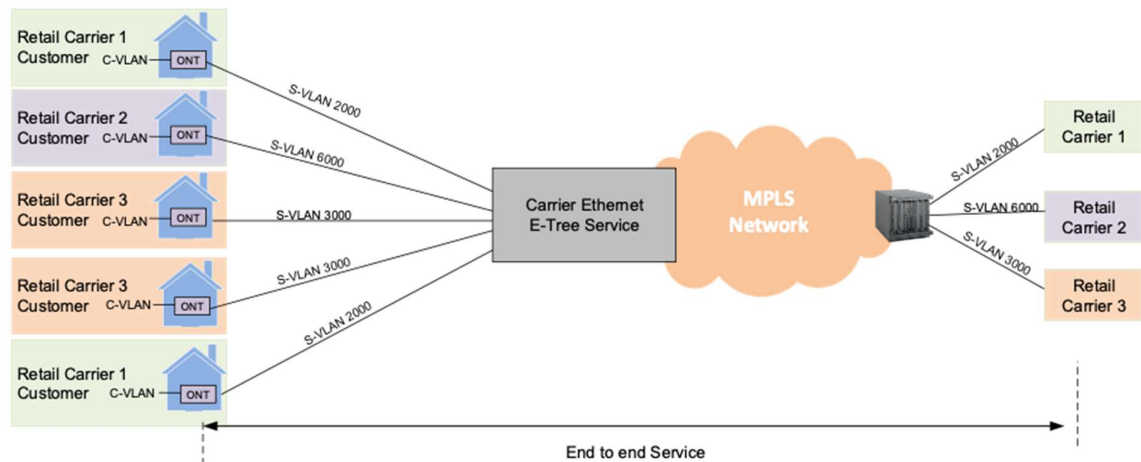 Retail Carrier 1
Customer
C-VLAN
ONT
S-VLAN 2000
Retail Carrier 2
Customer
C-VLAN
ONT
S-VLAN 6000
Retail Carrier 3
Customer
C-VLAN
ONT
S-VLAN 3000
Retail Carrier 3
Customer
C-VLAN
ONT
S-VLAN 3000
Retail Carrier 1
Customer
C-VLAN
ONT
S-VLAN 2000
Carrier Ethernet
E-Tree Service
MPLS
Network
S-VLAN 2000
Retail
Carrier 1
S-VLAN 6000
Retail
Carrier 2
S-VLAN 3000
Retail
Carrier 3
End to end Service